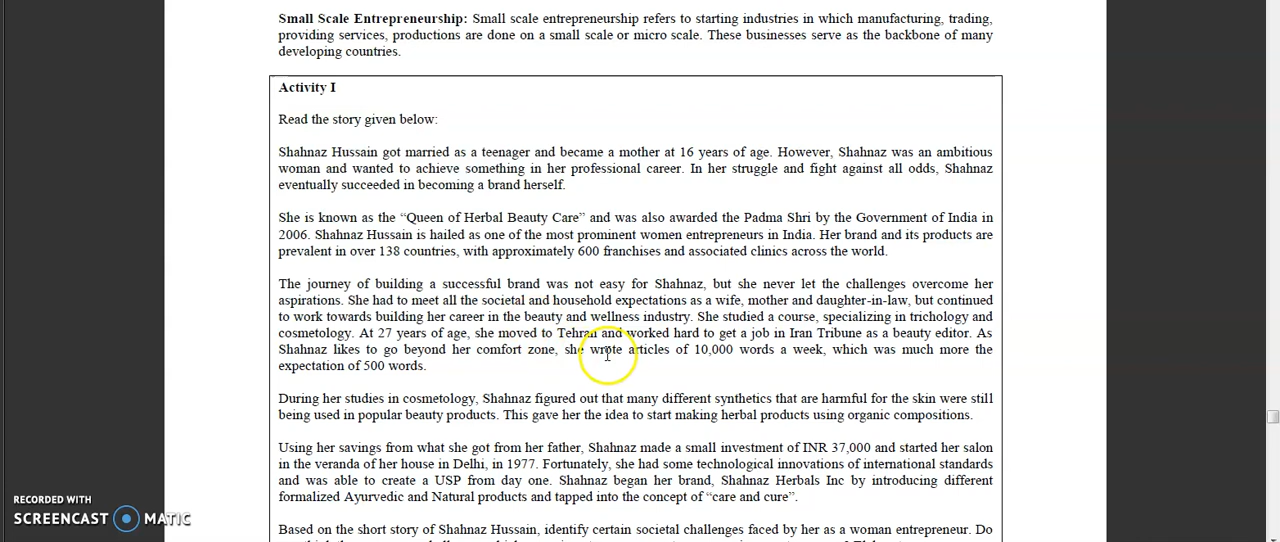 Small Scale Entrepreneurship: Small scale entrepreneurship refers to starting industries in which manufacturing, trading,
providing services, productions are done on a small scale or micro scale. These businesses serve as the backbone of many
developing countries.
Activity I
Read the story given below:
Shahnaz Hussain got married as a teenager and became a mother at 16 years of age. However, Shahnaz was an ambitious
woman and wanted to achieve something in her professional career. In her struggle and fight against all odds, Shahnaz
eventually succeeded in becoming a brand herself.
She is known as the “Queen of Herbal Beauty Care” and was also awarded the Padma Shri by the Government of India in
2006. Shahnaz Hussain is hailed as one of the most prominent women entrepreneurs in India. Her brand and its products are
prevalent in over 138 countries, with approximately 600 franchises and associated clinics across the world.
The journey of building a successful brand was not easy for Shahnaz, but she never let the challenges overcome her
aspirations. She had to meet all the societal and household expectations as a wife, mother and daughter-in-law, but continued
to work towards building her career in the beauty and wellness industry. She studied a course, specializing in trichology and
cosmetology. At 27 years of age, she moved to Tehran and worked hard to get a job in Iran Tribune as a beauty editor. As
Shahnaz likes to go beyond her comfort zone, she wrote articles of 10,000 words a week, which was much more the
expectation of 500 words.
During her studies in cosmetology, Shahnaz figured out that many different synthetics that are harmful for the skin were still
being used in popular beauty products. This gave her the idea to start making herbal products using organic compositions.
Using her savings from what she got from her father, Shahnaz made a small investment of INR 37,000 and started her salon
in the veranda of her house in Delhi, in 1977. Fortunately, she had some technological innovations of international standards
and was able to create a USP from day one. Shahnaz began her brand, Shahnaz Herbals Inc by introducing different
formalized Ayurvedic and Natural products and tapped into the concept of “care and cure”.
Based on the short story of Shahnaz Hussain, identify certain societal challenges faced by her as a woman entrepreneur. Do
RECORDED WITH
SCREENCAST MATIC